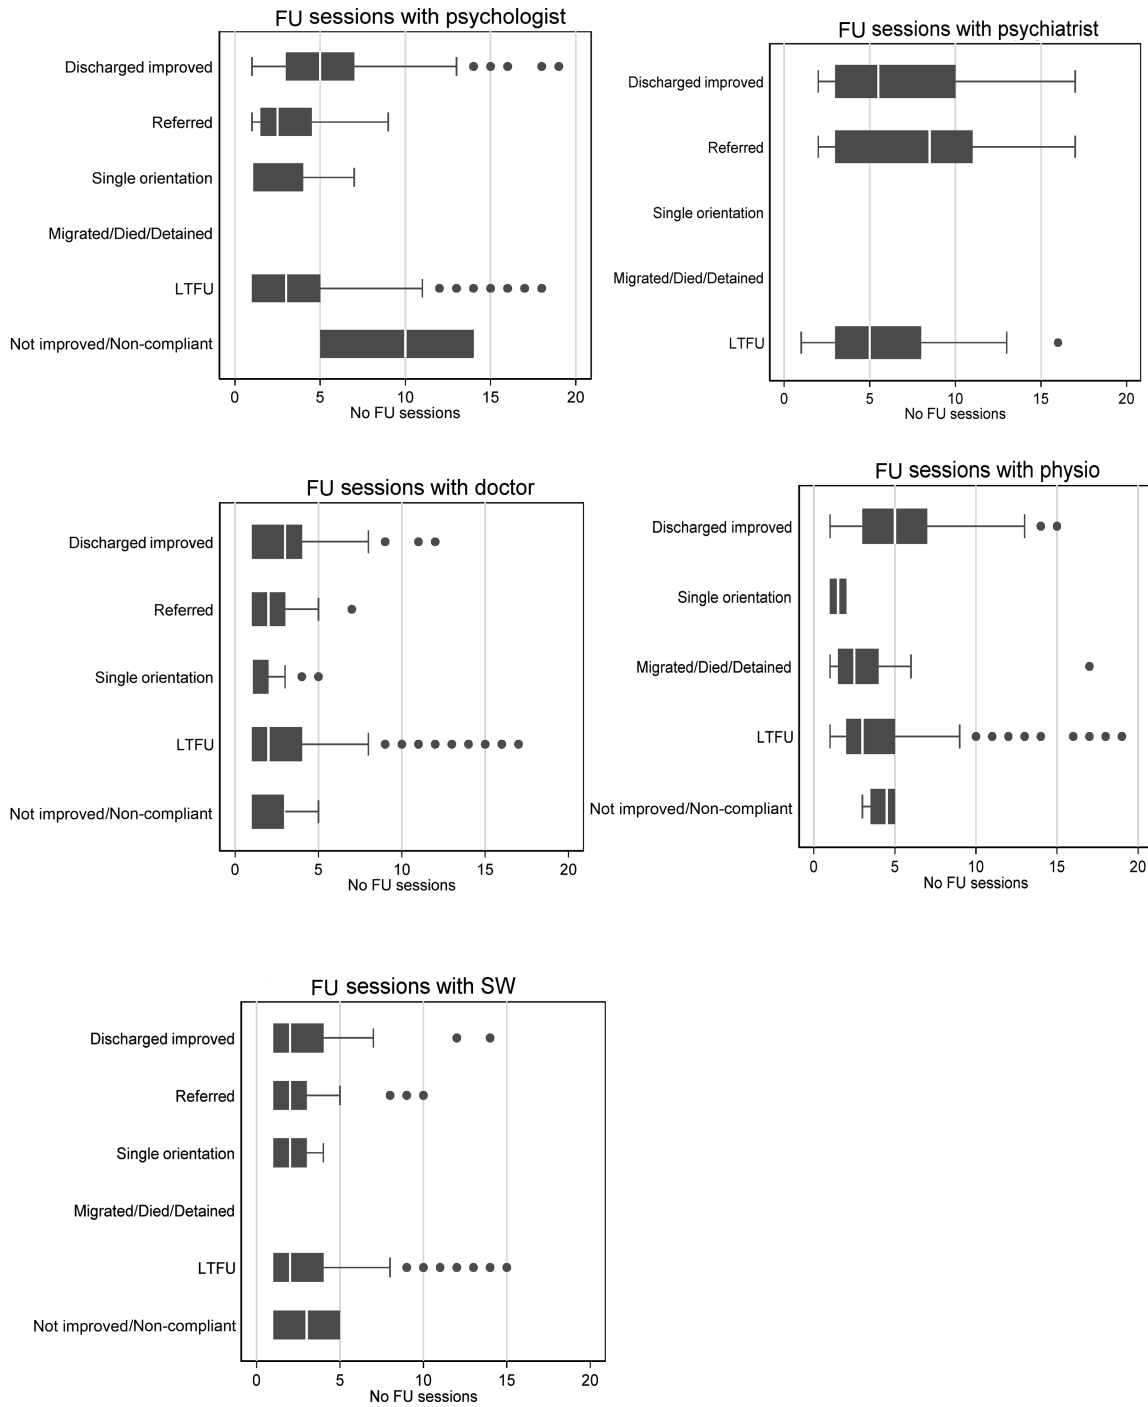 FU sessions with psychologist
Discharged improved
Referred
Single orientation
Migrated/Died/Detained
LTFU
Not improved/Non-compliant
0 5 10 15 20
No FU sessions
FU sessions with psychiatrist
Discharged improved
Referred
Single orientation
Migrated/Died/Detained
LTFU
0 5 10 15 20
No FU sessions
FU sessions with doctor
Discharged improved
Referred
Single orientation
LTFU
Not improved/Non-compliant
0 5 10 15 20
No FU sessions
FU sessions with physio
Discharged improved
Single orientation
Migrated/Died/Detained
LTFU
Not improved/Non-compliant
0 5 10 15 20
No FU sessions
FU sessions with SW
Discharged improved
Referred
Single orientation
Migrated/Died/Detained
LTFU
Not improved/Non-compliant
0 5 10 15 20
No FU sessions